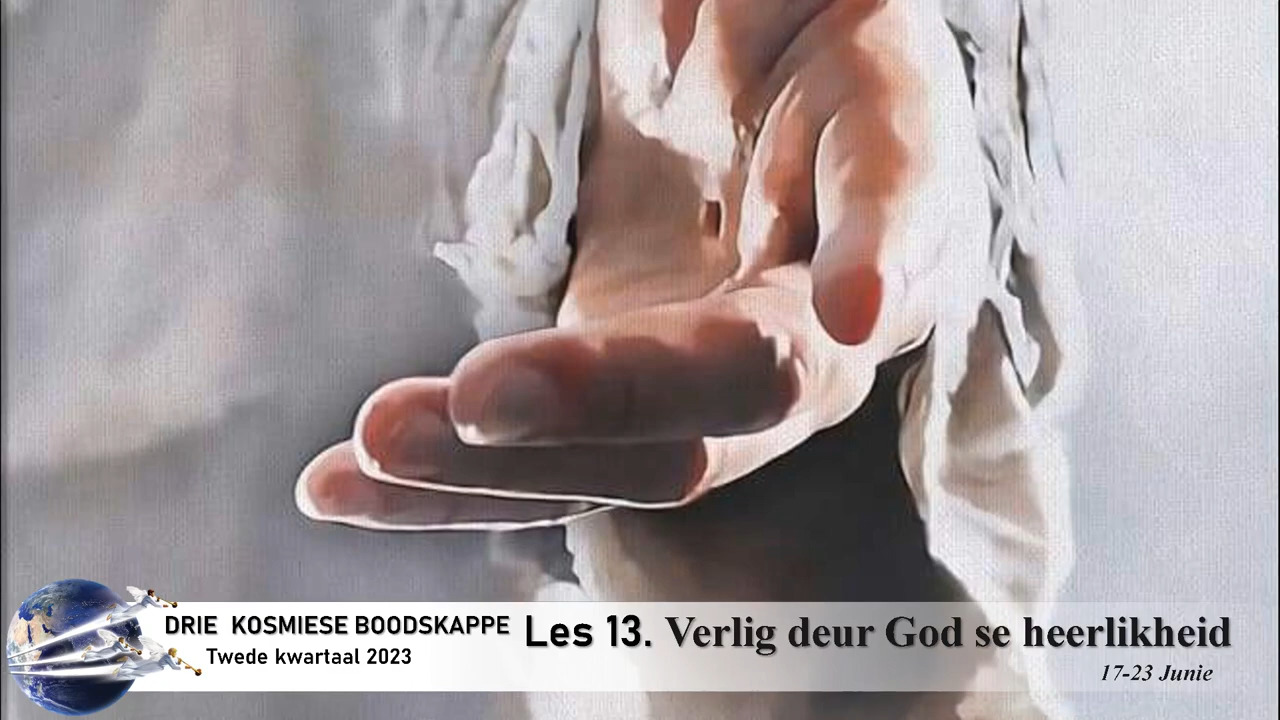 DRIE KOSMIESE BOODSKAPPE
Twede kwartaal 2023
Les 13. Verlig deur God se heerlikheid
17-23 Junie